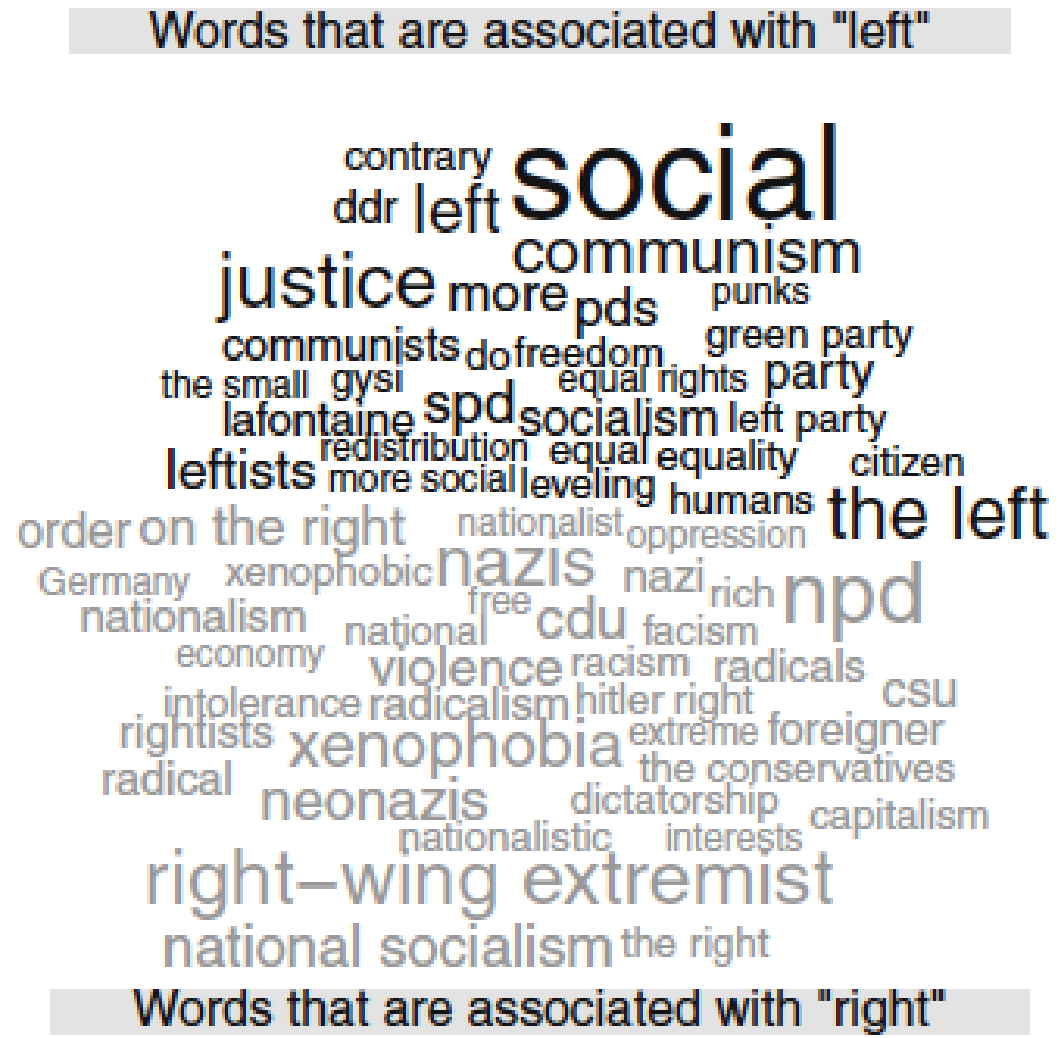 Words that are associated with "left"
contrary social
ddr left
communism
justice more pds punks
communists do freedom green party
the small gysi equal rights party
lafontaine spd socialism left party
redistribution equal equality citizen
leftists more social leveling humans the left
order on the right nationalist oppression
Germany xenophobic nazis nazi rich npd
nationalism free cdu
national facism
economy violence racism radicals
intolerance radicalism hitler right csu
rightists xenophobia extreme foreigner
radical the conservatives
neonazis dictatorship capitalism
nationalistic interests
right–wing extremist
national socialism the right
Words that are associated with "right"